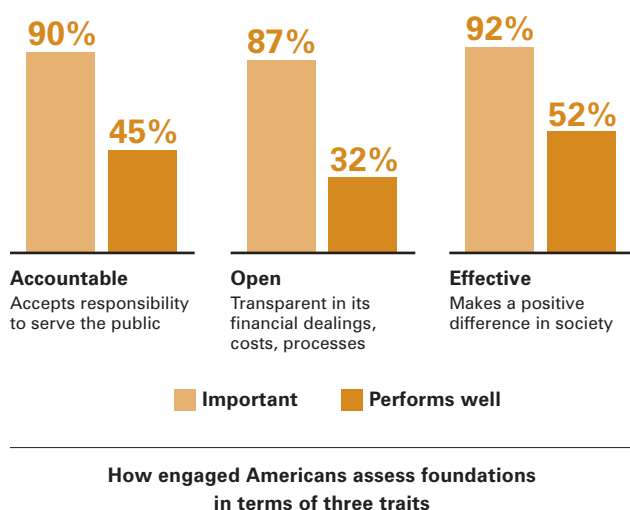 90%
45%
Accountable
Accepts responsibility
to serve the public
87%
32%
Open
Transparent in its
financial dealings,
costs, processes
92%
52%
Effective
Makes a positive
difference in society
Important
Performs well
How engaged Americans assess foundations
in terms of three traits